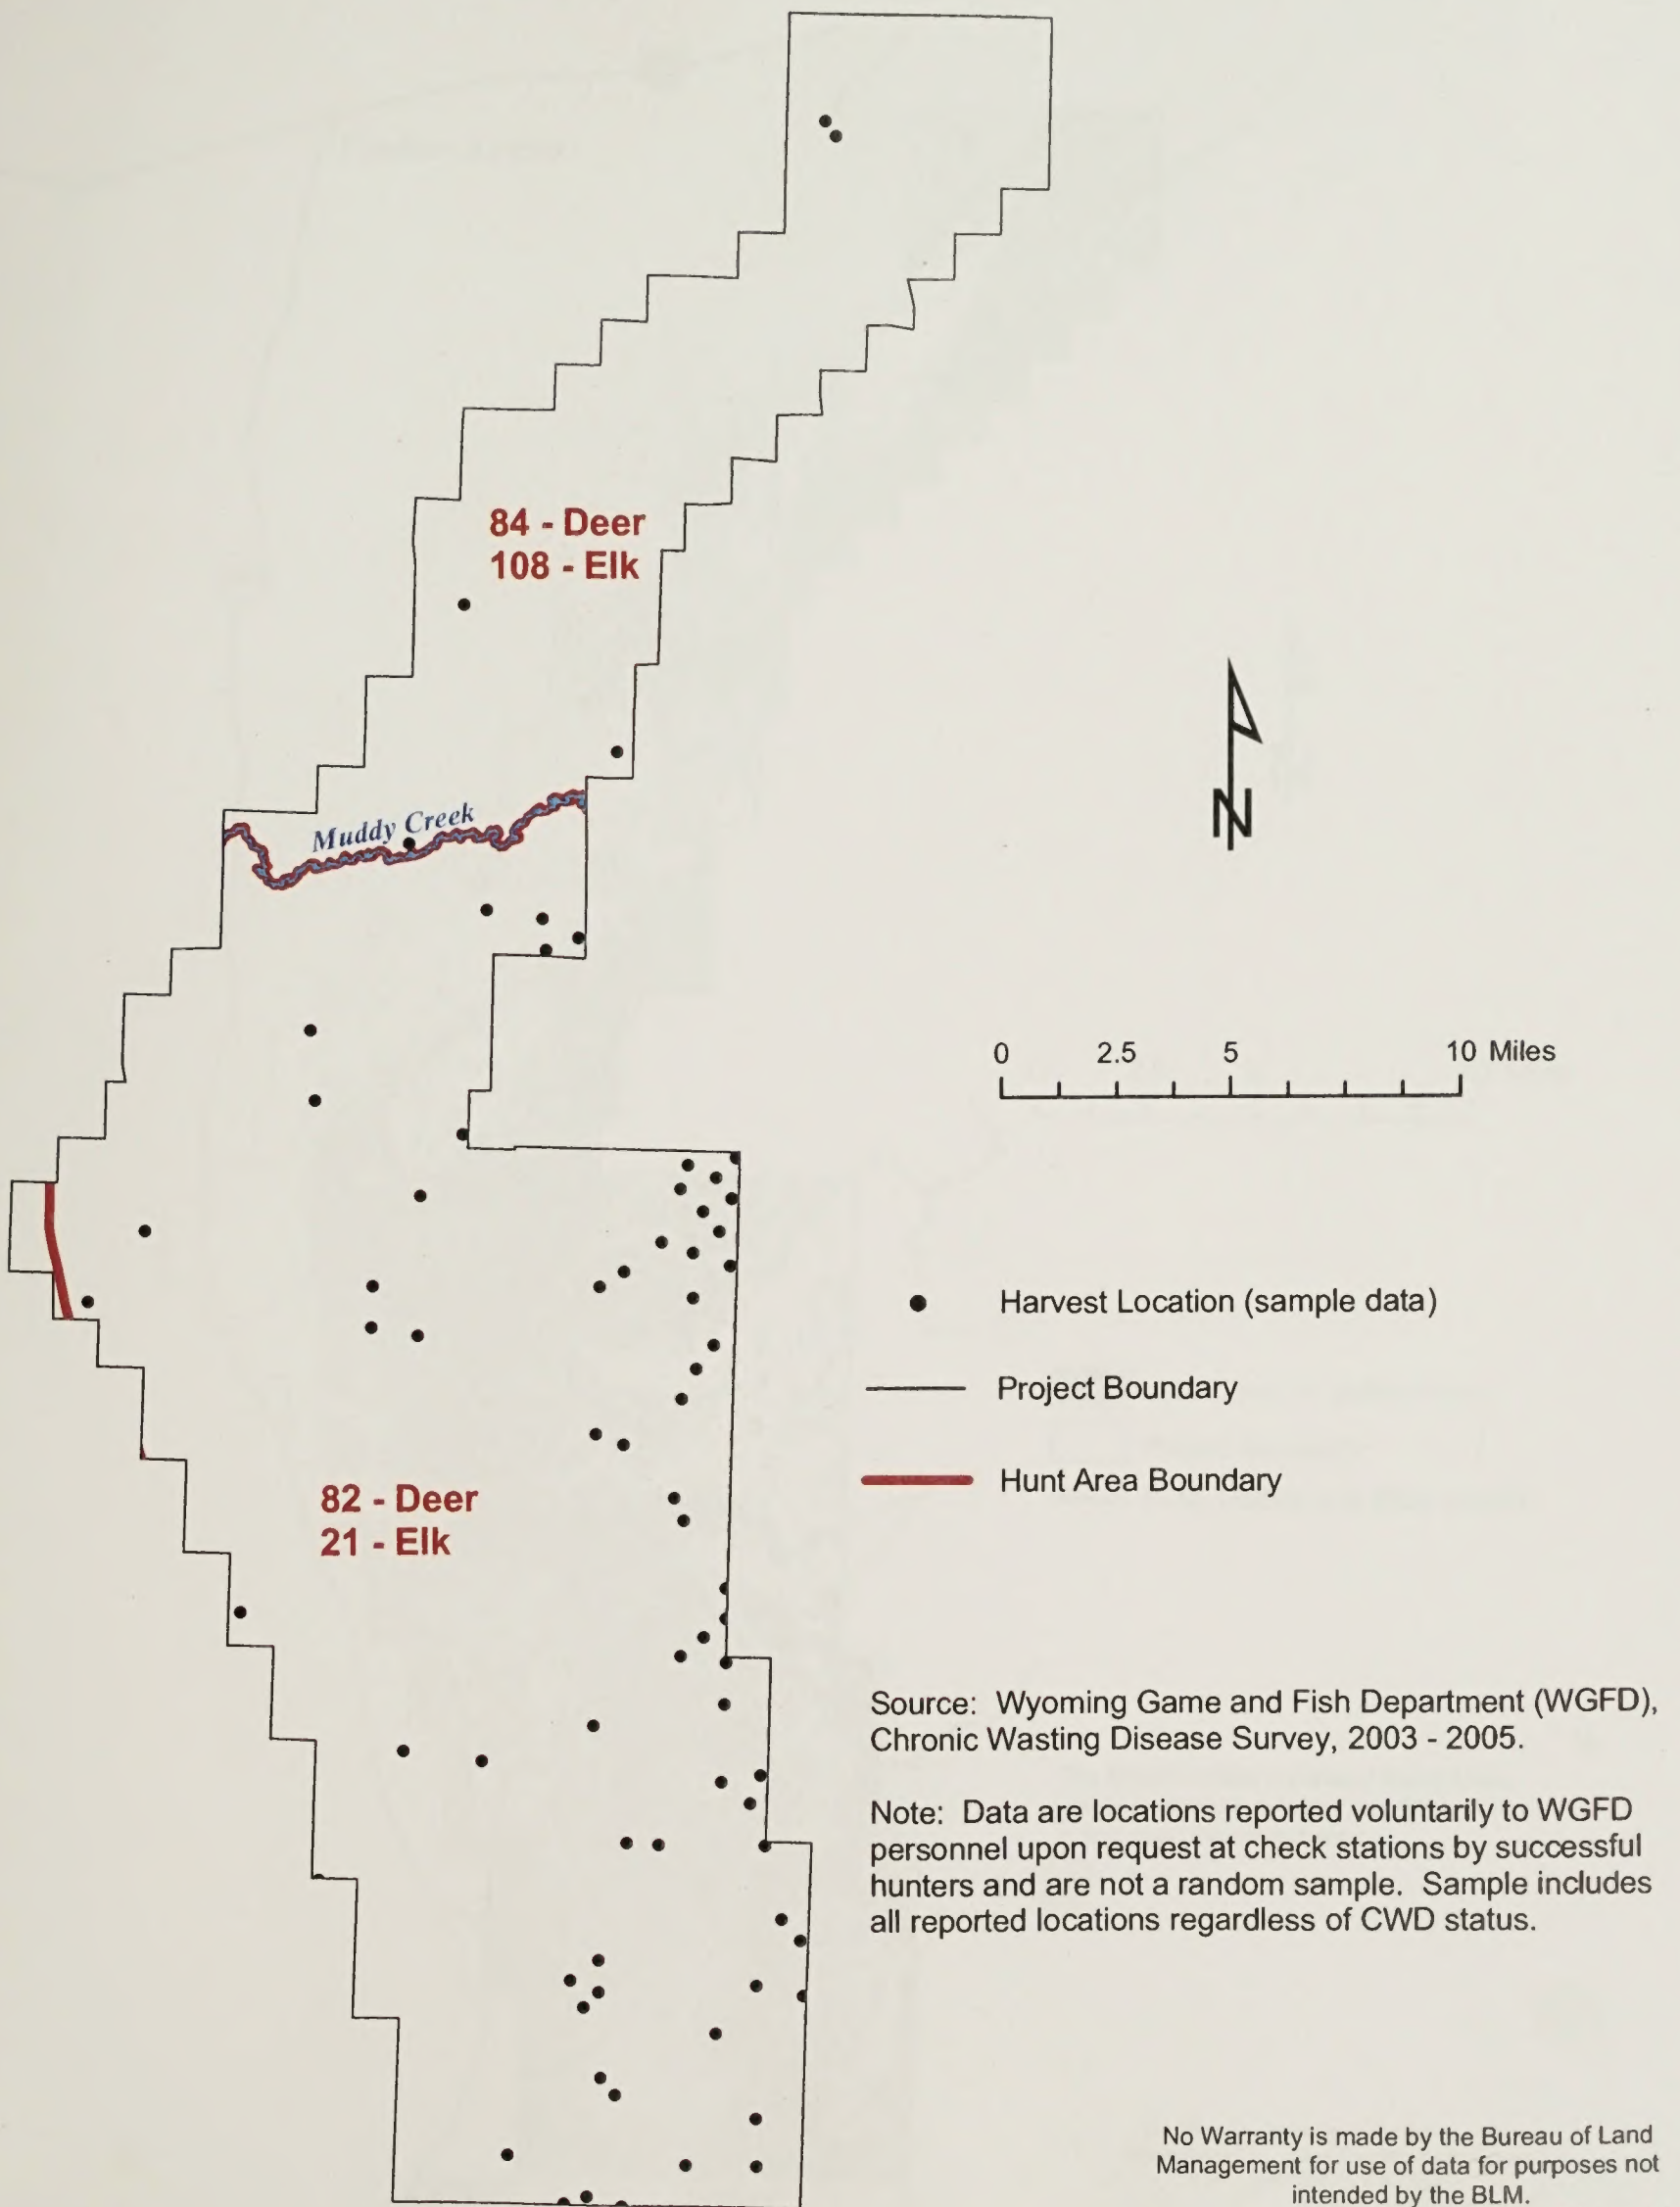 84 - Deer
108 - Elk
Muddy Creek
N
0 2.5 5 10 Miles
Harvest Location (sample data)
Project Boundary
Hunt Area Boundary
82 - Deer
21 - Elk
Source: Wyoming Game and Fish Department (WGFD),
Chronic Wasting Disease Survey, 2003 - 2005.
Note: Data are locations reported voluntarily to WGFD
personnel upon request at check stations by successful
hunters and are not a random sample. Sample includes
all reported locations regardless of CWD status.
No Warranty is made by the Bureau of Land
Management for use of data for purposes not
intended by the BLM.